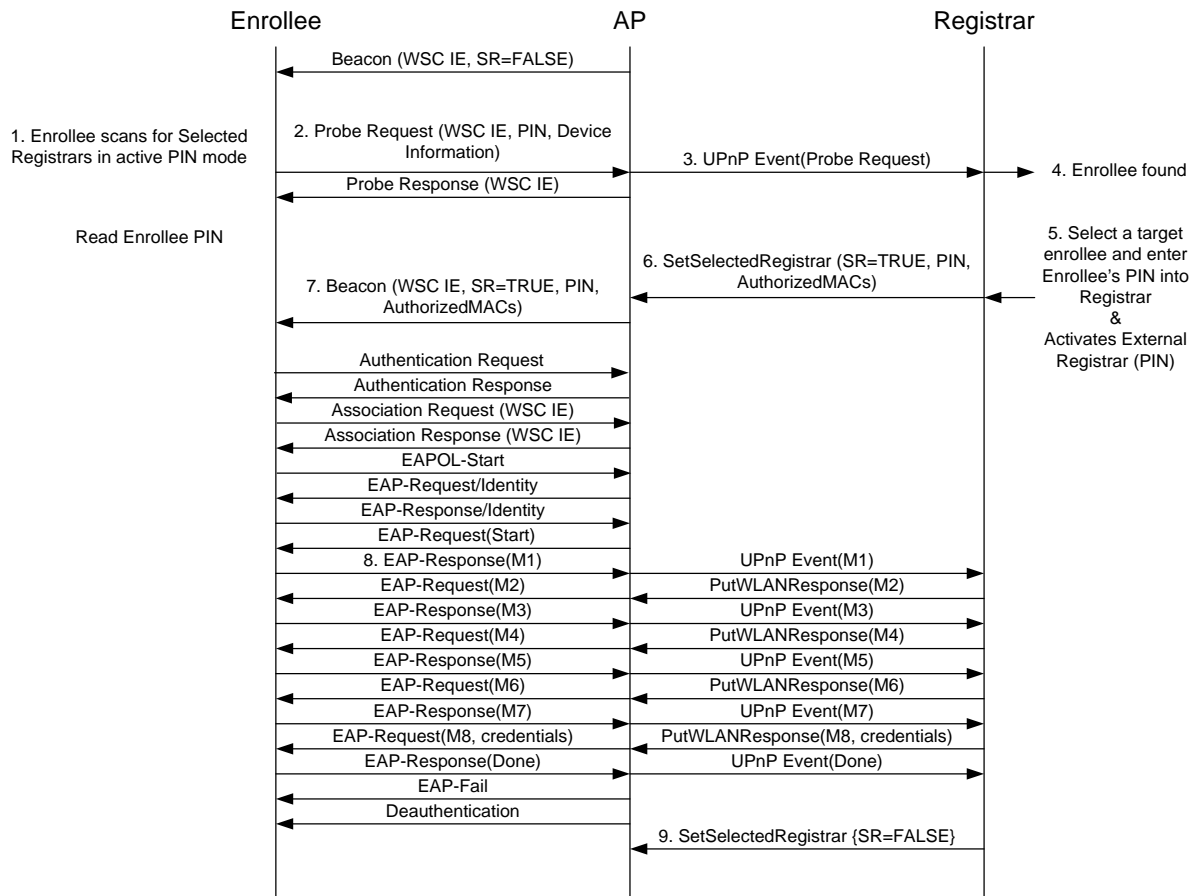 Enrollee
AP
Registrar
Beacon (WSC IE, SR=FALSE)
1. Enrollee scans for Selected
Registrars in active PIN mode
2. Probe Request (WSC IE, PIN, Device
Information)
3. UPnP Event(Probe Request)
4. Enrollee found
Probe Response (WSC IE)
Read Enrollee PIN
5. Select a target
enrollee and enter
Enrollee's PIN into
Registrar
&
Activates External
Registrar (PIN)
6. SetSelectedRegistrar (SR=TRUE, PIN,
AuthorizedMACs)
7. Beacon (WSC IE, SR=TRUE, PIN,
AuthorizedMACs)
Authentication Request
Authentication Response
Association Request (WSC IE)
Association Response (WSC IE)
EAPOL-Start
EAP-Request/Identity
EAP-Response/Identity
EAP-Request(Start)
8. EAP-Response(M1)
UPnP Event(M1)
EAP-Request(M2)
PutWLANResponse(M2)
EAP-Response(M3)
UPnP Event(M3)
EAP-Request(M4)
PutWLANResponse(M4)
EAP-Response(M5)
UPnP Event(M5)
EAP-Request(M6)
PutWLANResponse(M6)
EAP-Response(M7)
UPnP Event(M7)
EAP-Request(M8, credentials)
PutWLANResponse(M8, credentials)
EAP-Response(Done)
UPnP Event(Done)
EAP-Fail
Deauthentication
9. SetSelectedRegistrar {SR=FALSE}